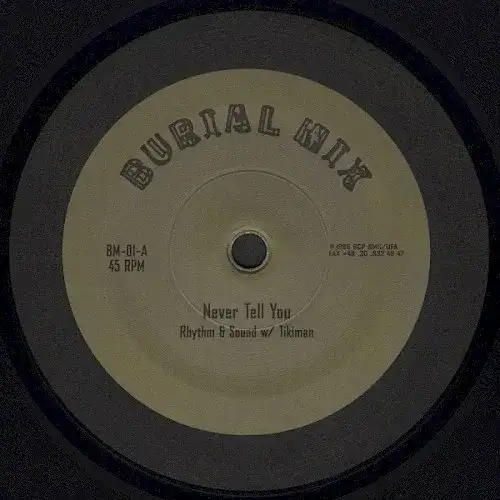 BURIAL MIX
BM-01-A
45 RPM
Never Tell You
Rhythm & Sound w/ Tikiman